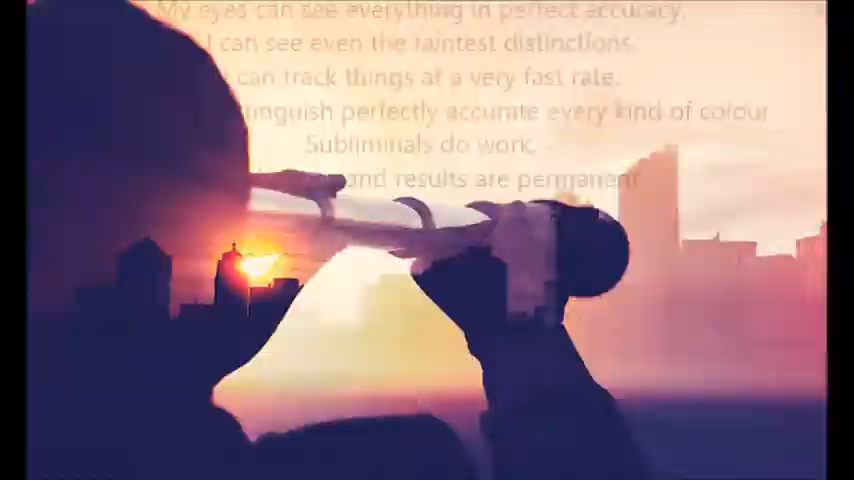 My eyes can see everything in perfect accuracy.
I can see even the faintest distinctions.
can track things at a very fast rate.
perfectly accurate every kind of colour
Subliminals do work.
and results are permanent